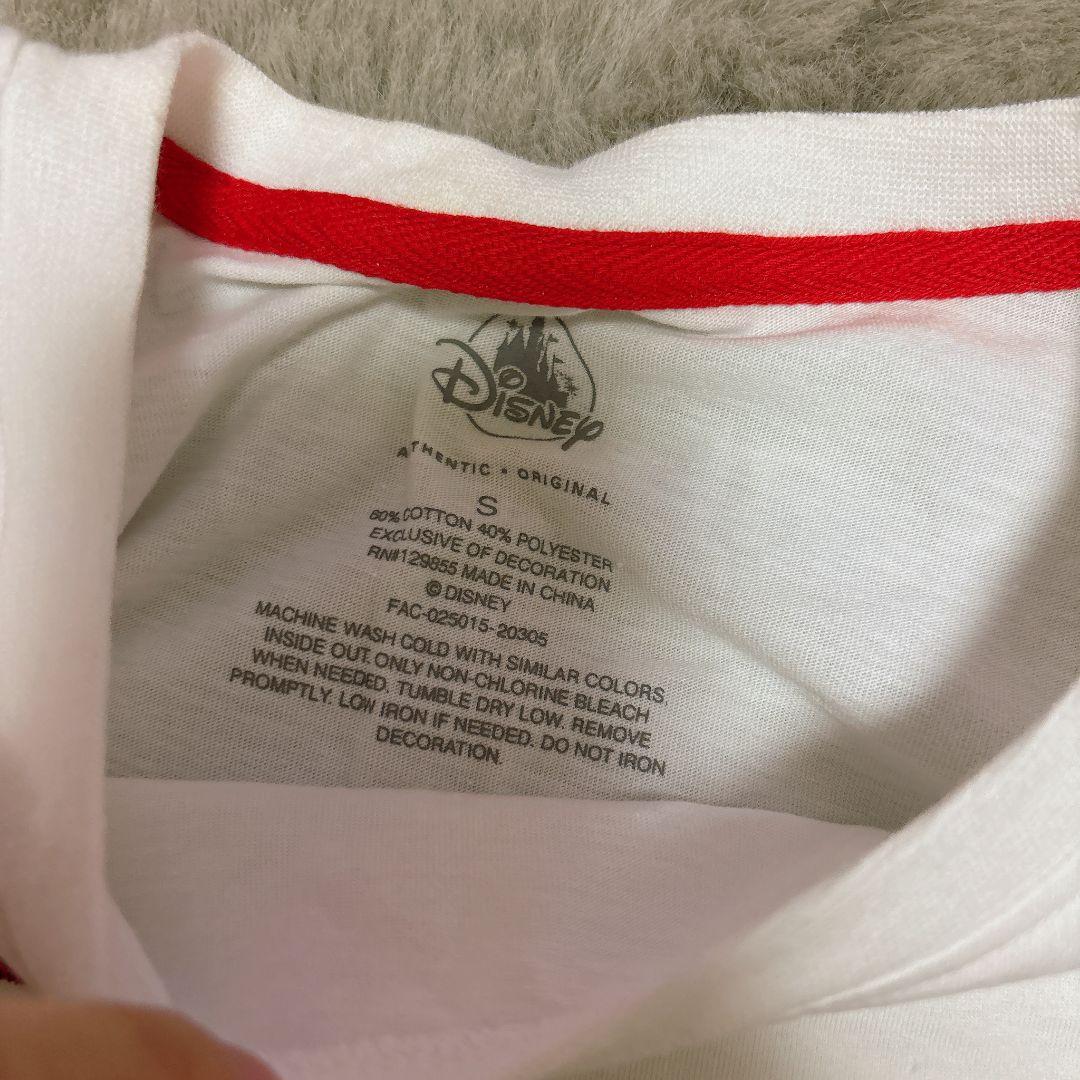 Disney
AUTHENTIC • ORIGINAL
S
60% COTTON 40% POLYESTER
EXCLUSIVE OF DECORATION
RN#129855 MADE IN CHINA
© DISNEY
FAC-025015-20305
MACHINE WASH COLD WITH SIMILAR COLORS,
INSIDE OUT. ONLY NON-CHLORINE BLEACH
WHEN NEEDED. TUMBLE DRY LOW. REMOVE
PROMPTLY. LOW IRON IF NEEDED. DO NOT IRON
DECORATION.